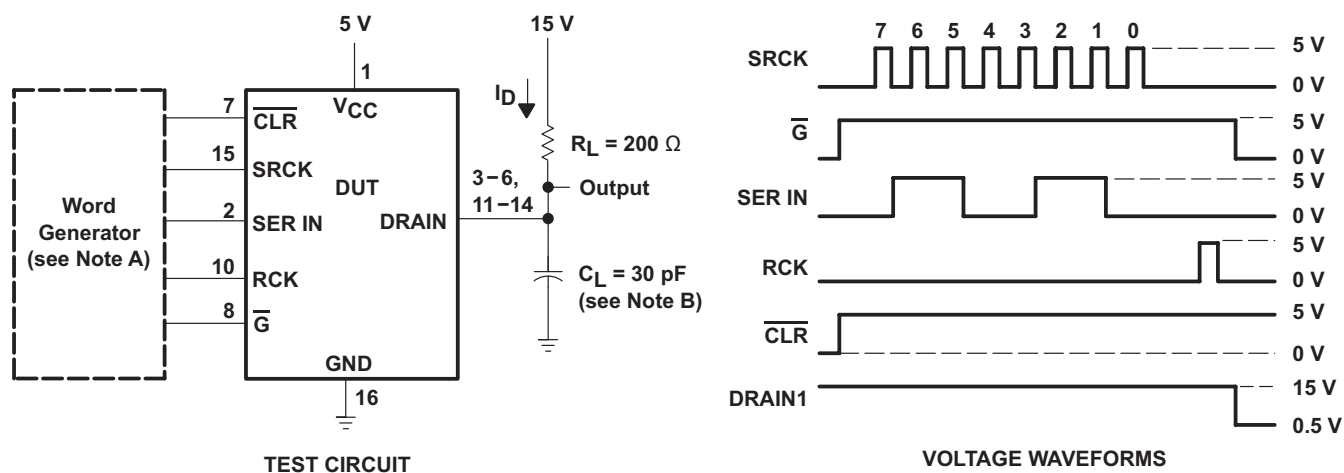 5 V
15 V
1
7
V_CC
I_D
CLR
15
SRCK
R_L = 200 Ω
DUT
3−6,
11−14
Output
Word
Generator
(see Note A)
2
SER IN
DRAIN
10
RCK
C_L = 30 pF
(see Note B)
8
G
GND
16
TEST CIRCUIT
7 6 5 4 3 2 1 0
SRCK
5 V
0 V
G
5 V
0 V
SER IN
5 V
0 V
RCK
5 V
0 V
CLR
5 V
0 V
DRAIN1
15 V
0.5 V
VOLTAGE WAVEFORMS